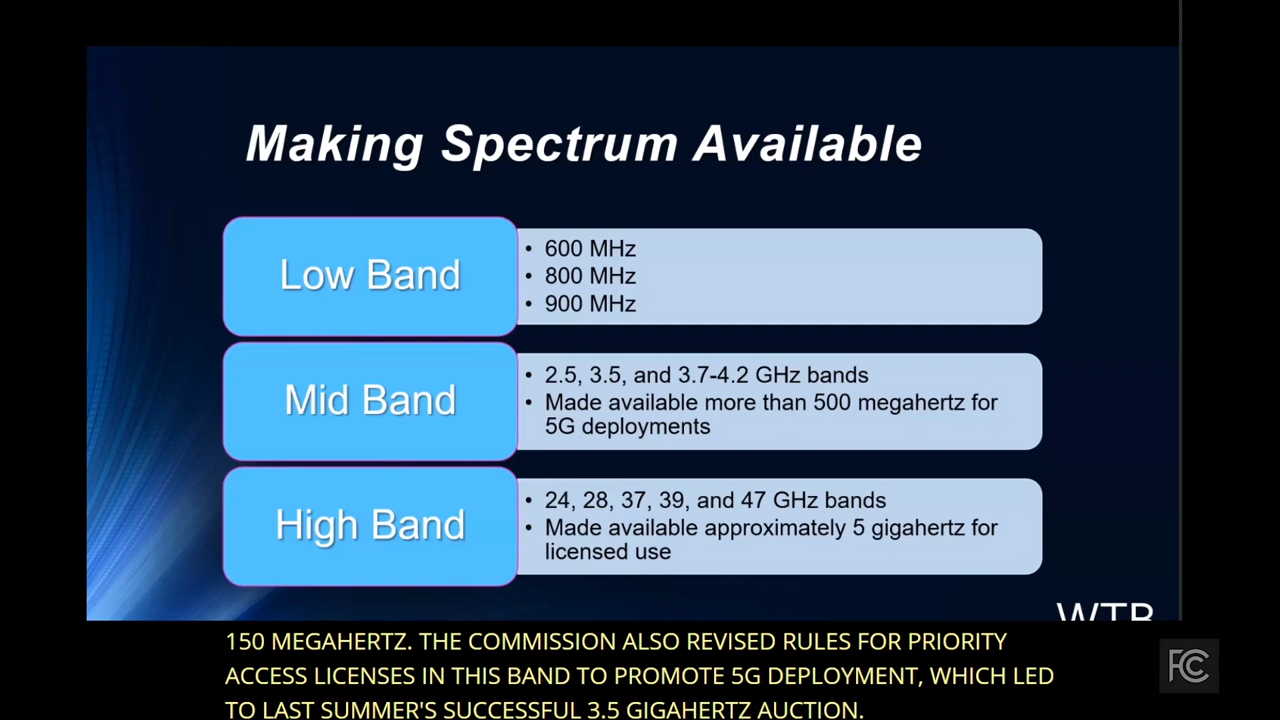 Making Spectrum Available
Low Band
• 600 MHz
• 800 MHz
• 900 MHz
Mid Band
• 2.5, 3.5, and 3.7-4.2 GHz bands
• Made available more than 500 megahertz for
5G deployments
High Band
• 24, 28, 37, 39, and 47 GHz bands
• Made available approximately 5 gigahertz for
licensed use
WTB
150 MEGAHERTZ. THE COMMISSION ALSO REVISED RULES FOR PRIORITY
ACCESS LICENSES IN THIS BAND TO PROMOTE 5G DEPLOYMENT, WHICH LED
TO LAST SUMMER'S SUCCESSFUL 3.5 GIGAHERTZ AUCTION.
FCC